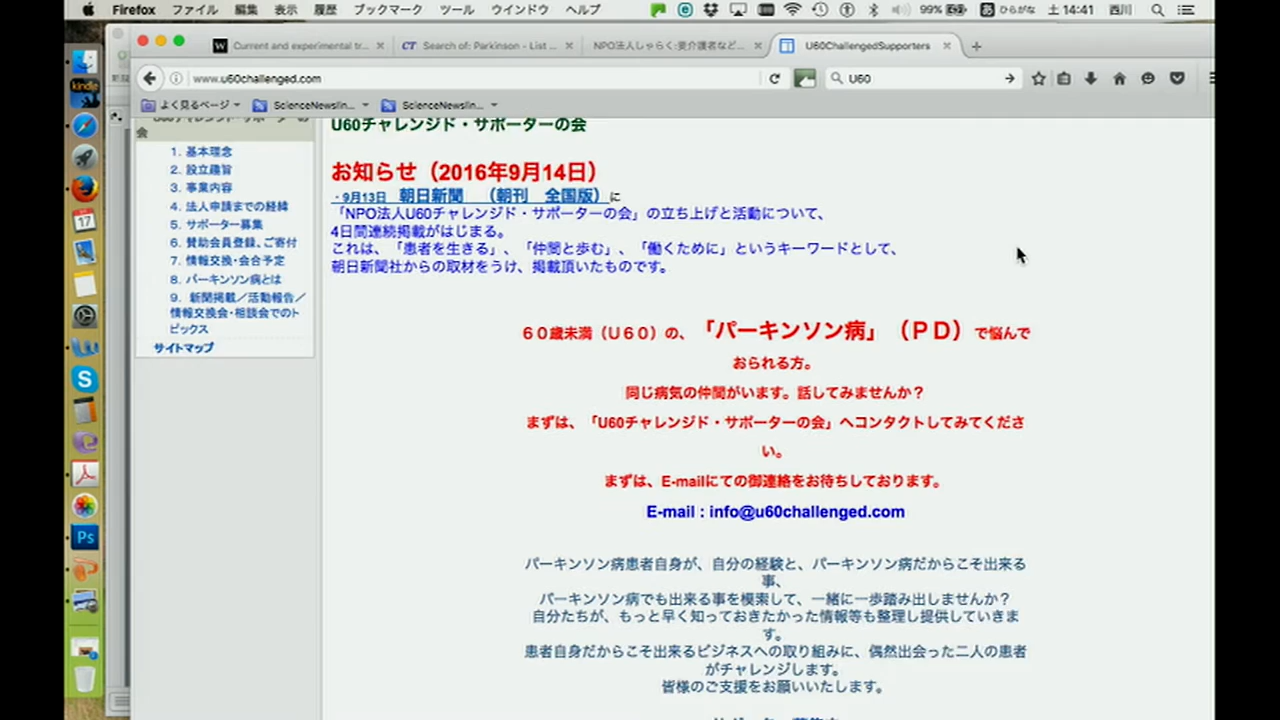 Firefox ファイル 編集 表示 履歴 ブックマーク ツール ウインドウ ヘルプ 99% ひらがな 土 14:41 西川
Current and experimental tr... CT Search of: Parkinson - List ... NPO法人しゃらく:要介護者など... U60ChallengedSupporters
www.u60challenged.com U60
よく見るページ ScienceNewsIin... ScienceNewsIin...
会
1. 基本理念
2. 設立趣旨
3. 事業内容
4. 法人申請までの経緯
5. サポーター募集
6. 賛助会員登録、ご寄付
7. 情報交換・会合予定
8. パーキンソン病とは
9. 新聞掲載／活動報告／
情報交換会・相談会でのト
ピックス
サイトマップ
U60チャレンジド・サポーターの会
お知らせ（2016年9月14日）
・9月13日 朝日新聞 （朝刊 全国版）に
「NPO法人U60チャレンジド・サポーターの会」の立ち上げと活動について、
4日間連続掲載がはじまる。
これは、「患者を生きる」、「仲間と歩む」、「働くために」というキーワードとして、
朝日新聞社からの取材をうけ、掲載頂いたものです。
６０歳未満（Ｕ６０）の、「パーキンソン病」（ＰＤ）で悩んで
おられる方。
同じ病気の仲間がいます。話してみませんか？
まずは、「U60チャレンジド・サポーターの会」へコンタクトしてみてくださ
い。
まずは、E-mailにての御連絡をお待ちしております。
E-mail : info@u60challenged.com
パーキンソン病患者自身が、自分の経験と、パーキンソン病だからこそ出来る
事、
パーキンソン病でも出来る事を模索して、一緒に一歩踏み出しませんか？
自分たちが、もっと早く知っておきたかった情報等も整理し提供していきま
す。
患者自身だからこそ出来るビジネスへの取り組みに、偶然出会った二人の患者
がチャレンジします。
皆様のご支援をお願いいたします。